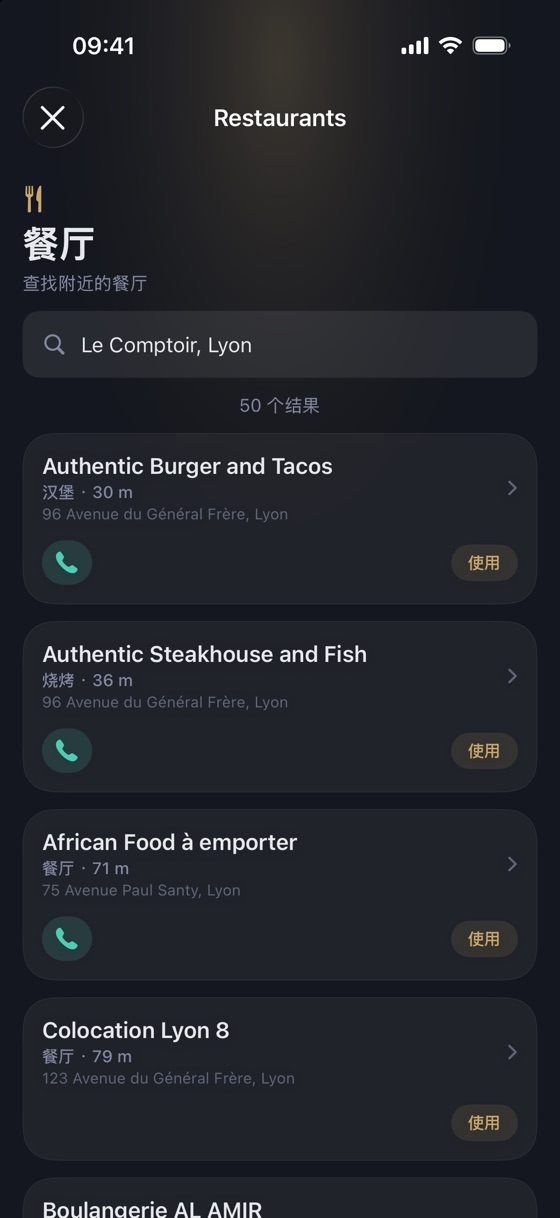 09:41
Restaurants
餐厅
查找附近的餐厅
Le Comptoir, Lyon
50 个结果
Authentic Burger and Tacos
汉堡 · 30 m
96 Avenue du Général Frère, Lyon
使用
Authentic Steakhouse and Fish
烧烤 · 36 m
96 Avenue du Général Frère, Lyon
使用
African Food à emporter
餐厅 · 71 m
75 Avenue Paul Santy, Lyon
使用
Colocation Lyon 8
餐厅 · 79 m
123 Avenue du Général Frère, Lyon
使用
Boulangerie AL AMIR